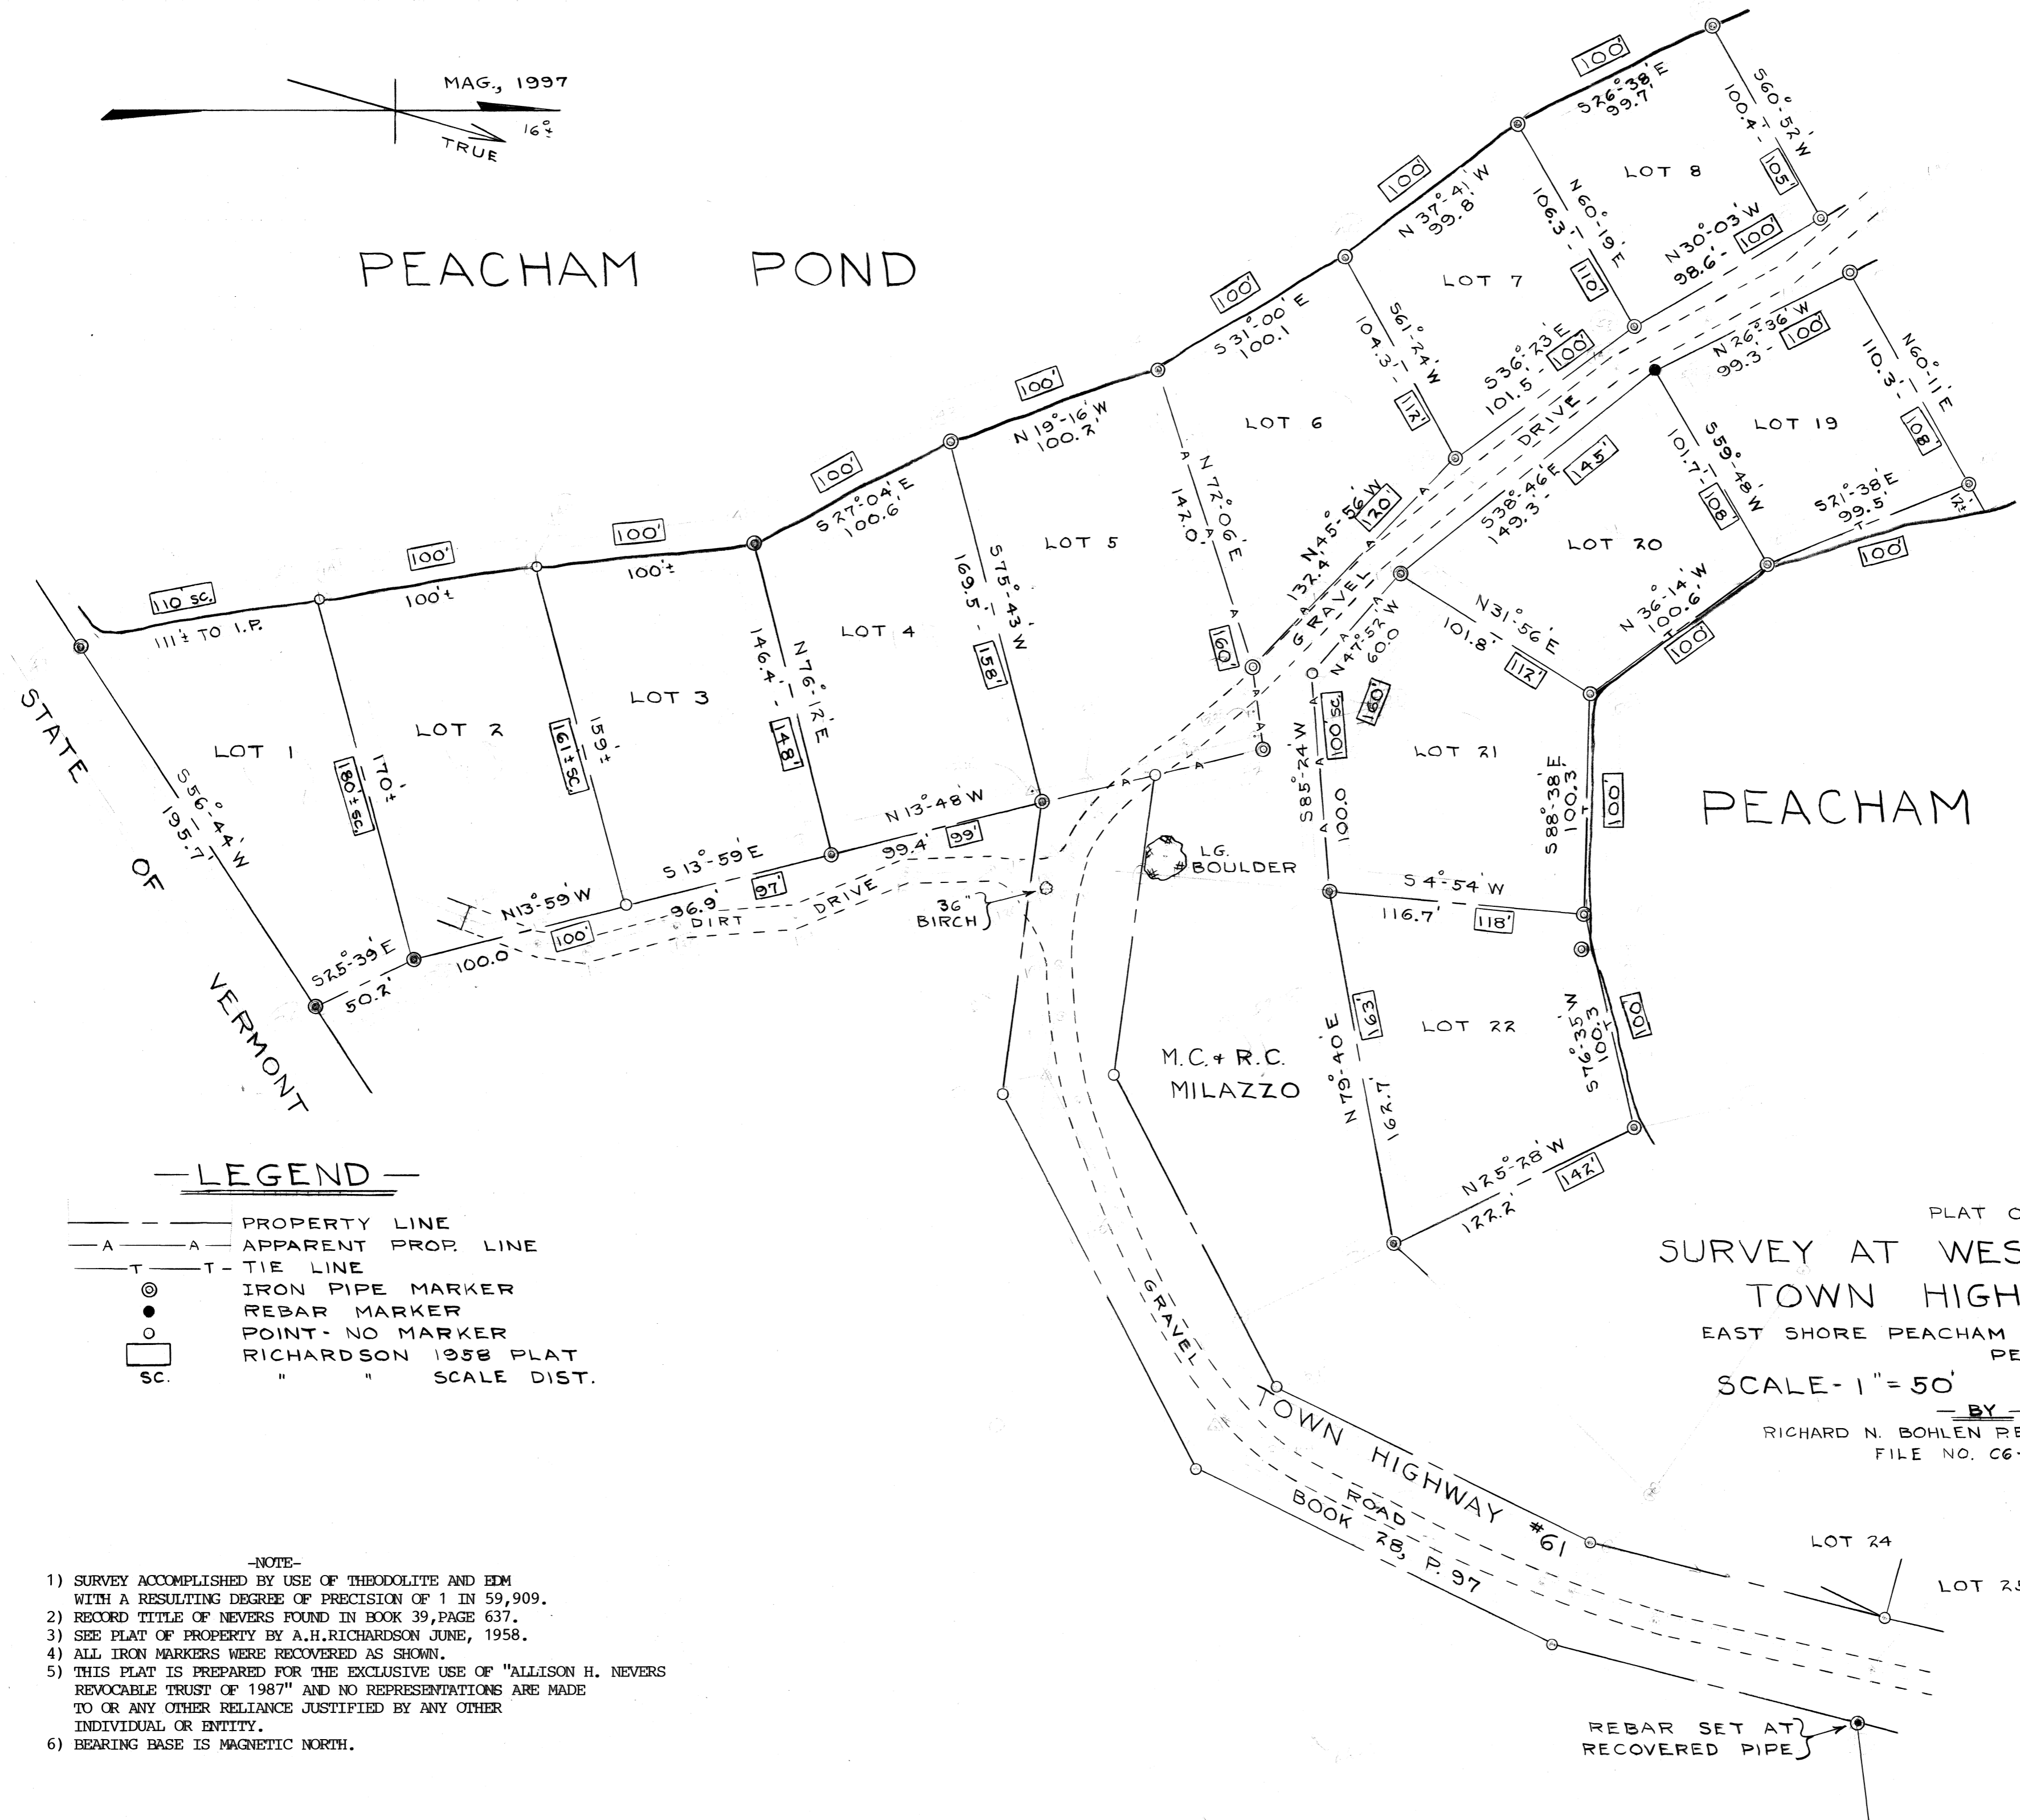 MAG., 1997
16°±
TRUE
PEACHAM POND
STATE
OF
VERMONT
110' SC.
111'± TO I.P.
100'
100'±
100'
100'±
100'
S27°-04'E
100.6'
100'
N19°-16'W
100.2'
100'
S31°-00'E
100.1
100'
N37°-41'W
99.8'
100'
S26°-38'E
99.7'
S60°-52'W
100.4'-
105'
LOT 8
N60°-19'E
106.3'-
110'
N30°-03'W
98.6'-
100'
LOT 7
S61°-24'W
104.3'-
112'
S36°-23'E
101.5'-
100'
LOT 6
N72°-06'E
142.0'
160'
N45°-56'W
132.4'
120'
LOT 5
S75°-43'W
169.5'-
158'
LOT 4
N76°-12'E
146.4'-
148'
LOT 3
159±'
161± SC.
LOT 2
170±'
180'± SC.
LOT 1
S56°-44'W
195.7'
S25°-39'E
50.2'
N13°-59'W
100.0
100'
S13°-59'E
96.9'
97'
N13°-48'W
99.4'
99'
DIRT DRIVE
36"
BIRCH
LG.
BOULDER
GRAVEL DRIVE
N26°-36'W
99.3'-
100'
N60°-11'E
110.3'-
108'
LOT 19
S59°-48'W
101.7'-
108'
S21°-38'E
99.5'
12±
100'
S38°-46'E
149.3'-
145'
LOT 20
N36°-14'W
100.6'
100'
N31°-56'E
101.8'-
112'
N47°-52'W
60.0
160'
S85°-24'W
100.0
100' SC.
LOT 21
S88°-38'E
100.3'
100'
S4°-54'W
116.7'
118'
LOT 22
N79°-40'E
162.7'
163'
S76°-35'W
100.3
100'
N25°-28'W
122.2'
142'
M.C. & R.C.
MILAZZO
PEACHAM
GRAVEL
ROAD
TOWN HIGHWAY #61
BOOK 28, P. 97
LOT 24
LOT 25
REBAR SET AT
RECOVERED PIPE
—LEGEND—
PROPERTY LINE
A A APPARENT PROP. LINE
T T TIE LINE
IRON PIPE MARKER
REBAR MARKER
POINT- NO MARKER
RICHARDSON 1958 PLAT
SC. " " SCALE DIST.
PLAT O
SURVEY AT WES
TOWN HIGH
EAST SHORE PEACHAM
PE
SCALE- 1"=50'
— BY —
RICHARD N. BOHLEN P.E
FILE NO. C6-
-NOTE-
1) SURVEY ACCOMPLISHED BY USE OF THEODOLITE AND EDM
WITH A RESULTING DEGREE OF PRECISION OF 1 IN 59,909.
2) RECORD TITLE OF NEVERS FOUND IN BOOK 39,PAGE 637.
3) SEE PLAT OF PROPERTY BY A.H.RICHARDSON JUNE, 1958.
4) ALL IRON MARKERS WERE RECOVERED AS SHOWN.
5) THIS PLAT IS PREPARED FOR THE EXCLUSIVE USE OF "ALLISON H. NEVERS
REVOCABLE TRUST OF 1987" AND NO REPRESENTATIONS ARE MADE
TO OR ANY OTHER RELIANCE JUSTIFIED BY ANY OTHER
INDIVIDUAL OR ENTITY.
6) BEARING BASE IS MAGNETIC NORTH.